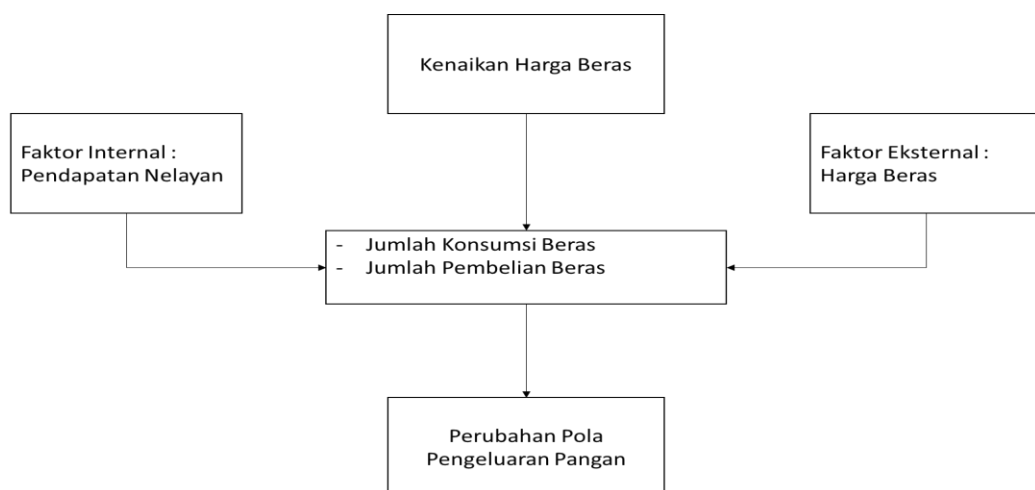 Kenaikan Harga Beras
Faktor Internal :
Pendapatan Nelayan
Faktor Eksternal :
Harga Beras
- Jumlah Konsumsi Beras
- Jumlah Pembelian Beras
Perubahan Pola
Pengeluaran Pangan